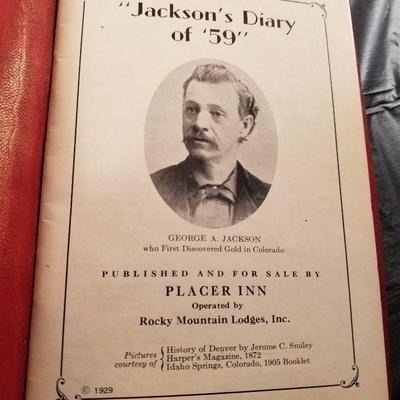 "Jackson's Diary
of '59"
GEORGE A. JACKSON
who First Discovered Gold in Colorado
PUBLISHED AND FOR SALE BY
PLACER INN
Operated by
Rocky Mountain Lodges, Inc.
Pictures courtesy of { History of Denver by Jerome C. Smiley
Harper's Magazine, 1872
Idaho Springs, Colorado, 1905 Booklet
© 1929